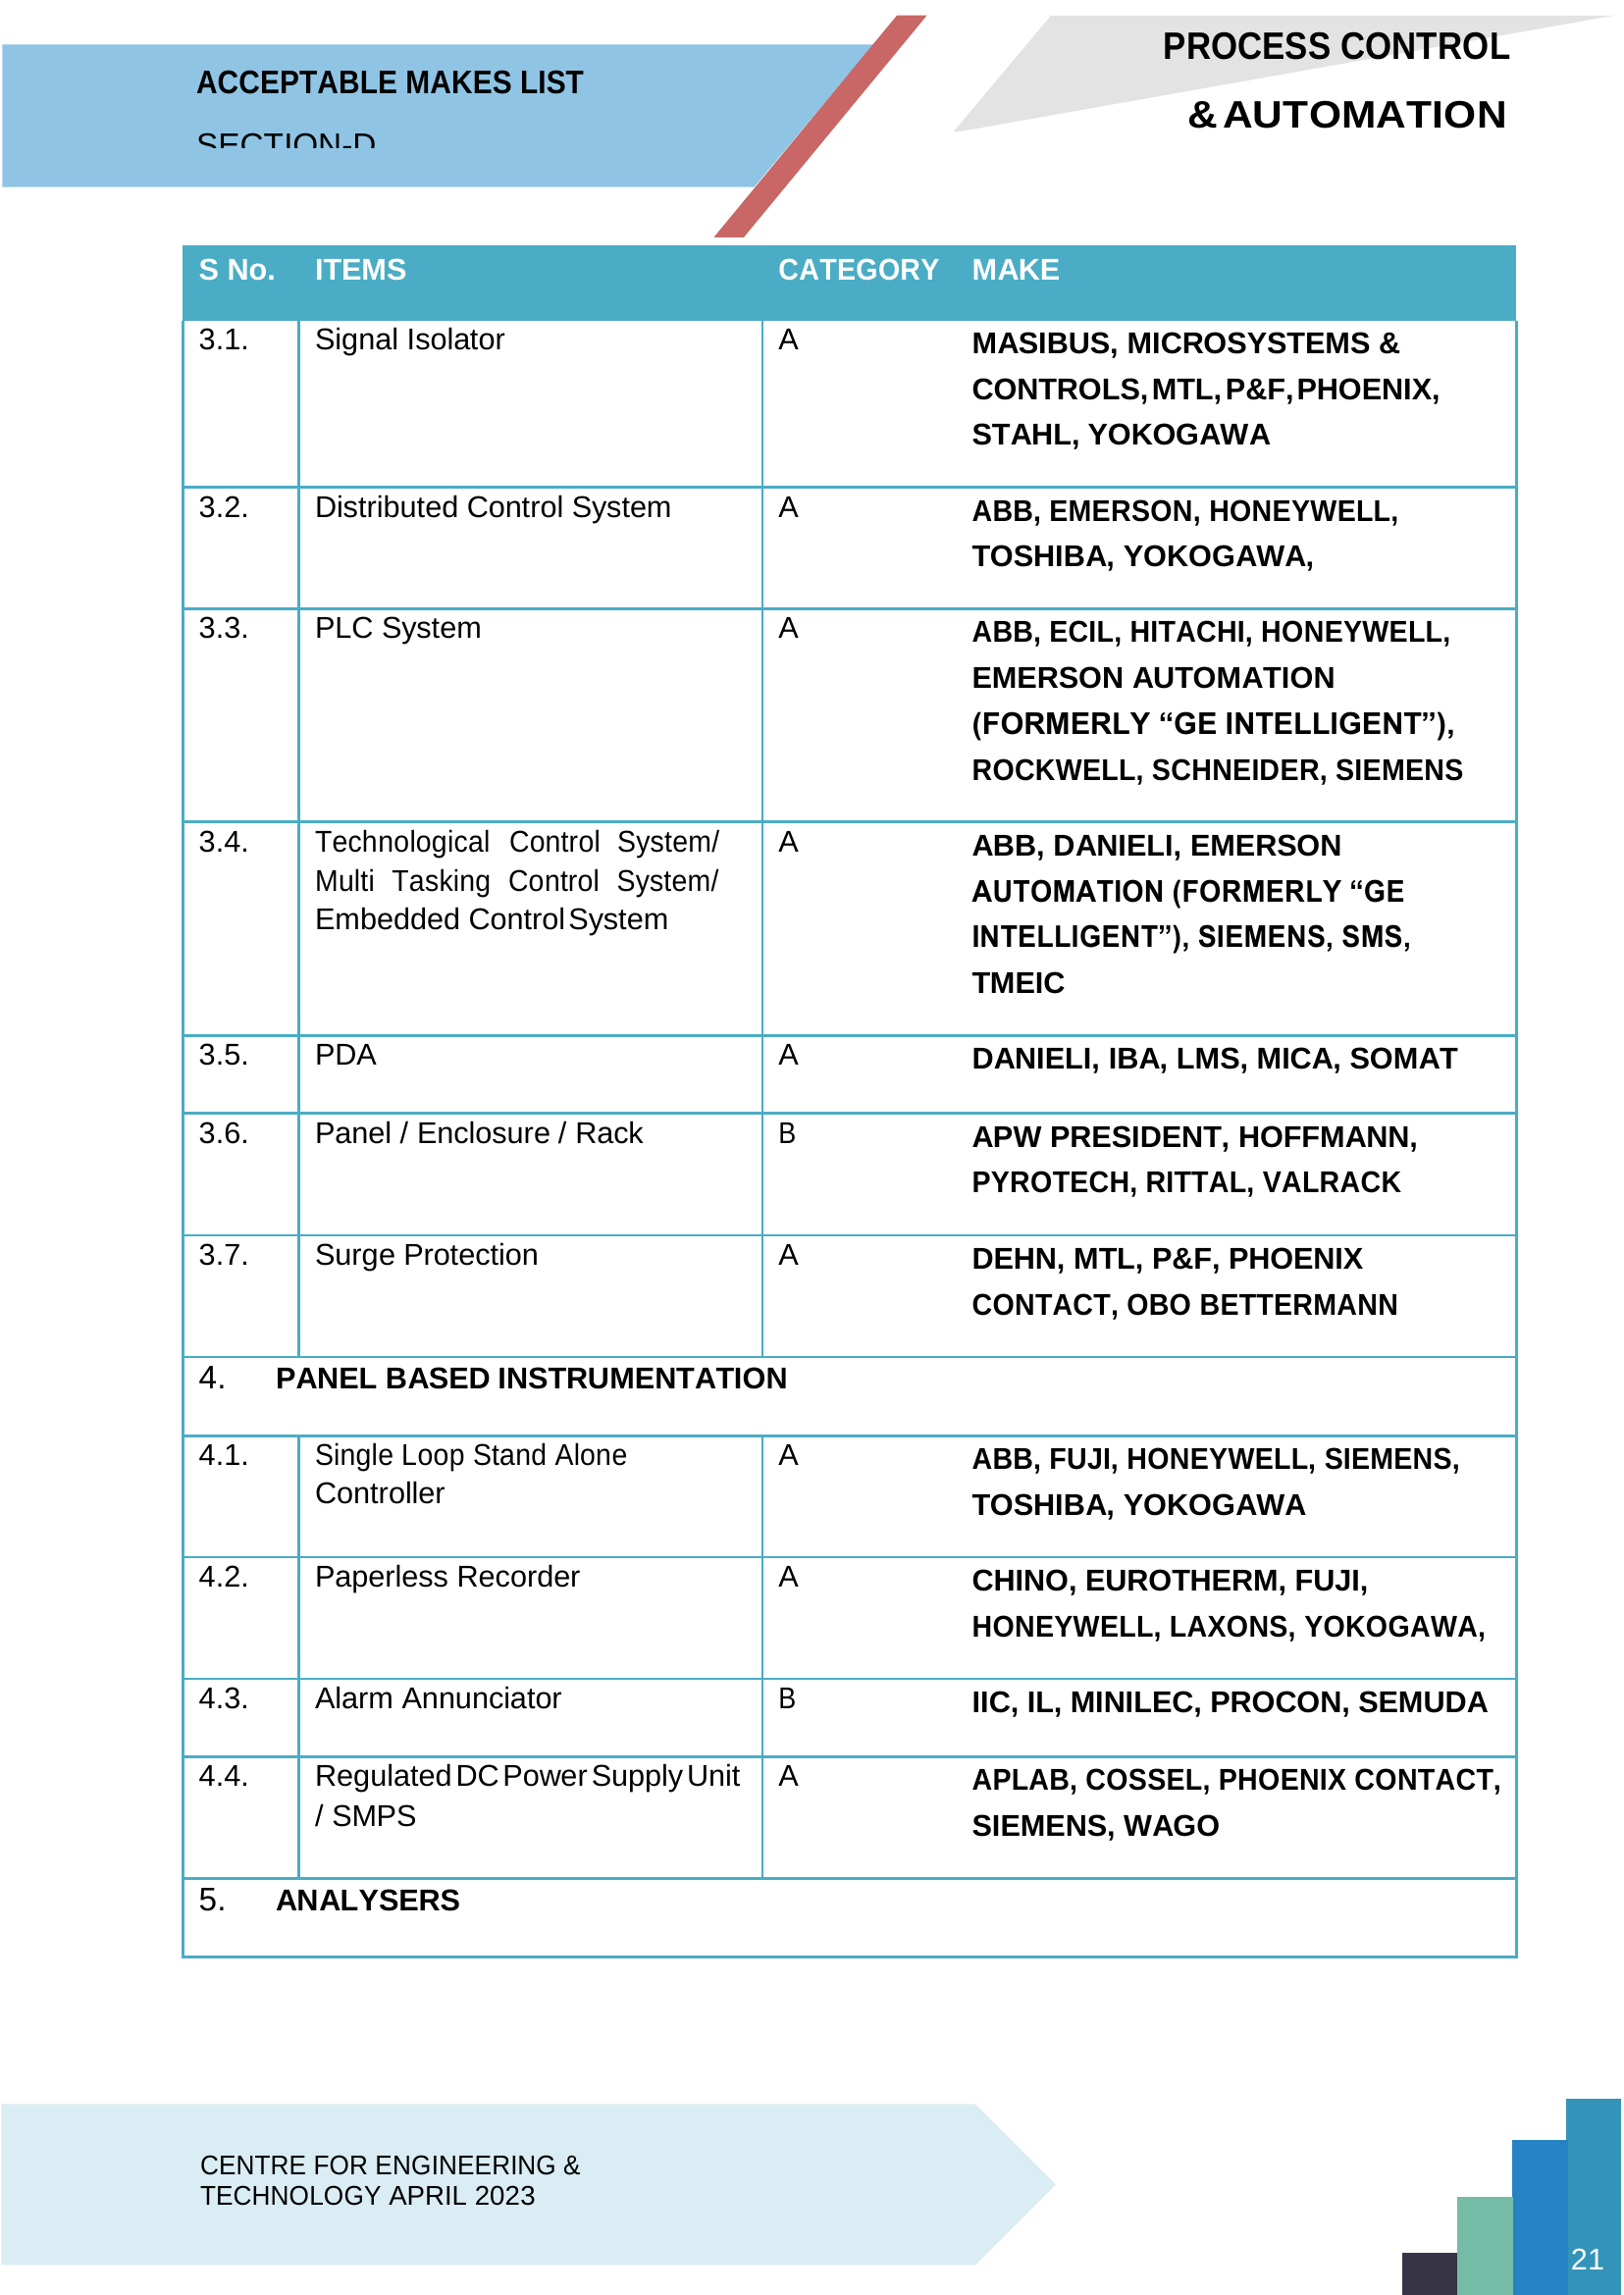 ACCEPTABLE MAKES LIST
SECTION-D
PROCESS CONTROL
& AUTOMATION
S No. ITEMS CATEGORY MAKE
3.1. Signal Isolator A MASIBUS, MICROSYSTEMS &
CONTROLS, MTL, P&F, PHOENIX,
STAHL, YOKOGAWA
3.2. Distributed Control System A ABB, EMERSON, HONEYWELL,
TOSHIBA, YOKOGAWA,
3.3. PLC System A ABB, ECIL, HITACHI, HONEYWELL,
EMERSON AUTOMATION
(FORMERLY “GE INTELLIGENT”),
ROCKWELL, SCHNEIDER, SIEMENS
3.4. Technological Control System/ A ABB, DANIELI, EMERSON
Multi Tasking Control System/ AUTOMATION (FORMERLY “GE
Embedded Control System INTELLIGENT”), SIEMENS, SMS,
TMEIC
3.5. PDA A DANIELI, IBA, LMS, MICA, SOMAT
3.6. Panel / Enclosure / Rack B APW PRESIDENT, HOFFMANN,
PYROTECH, RITTAL, VALRACK
3.7. Surge Protection A DEHN, MTL, P&F, PHOENIX
CONTACT, OBO BETTERMANN
4. PANEL BASED INSTRUMENTATION
4.1. Single Loop Stand Alone A ABB, FUJI, HONEYWELL, SIEMENS,
Controller TOSHIBA, YOKOGAWA
4.2. Paperless Recorder A CHINO, EUROTHERM, FUJI,
HONEYWELL, LAXONS, YOKOGAWA,
4.3. Alarm Annunciator B IIC, IL, MINILEC, PROCON, SEMUDA
4.4. Regulated DC Power Supply Unit A APLAB, COSSEL, PHOENIX CONTACT,
/ SMPS SIEMENS, WAGO
5. ANALYSERS
CENTRE FOR ENGINEERING &
TECHNOLOGY APRIL 2023
21